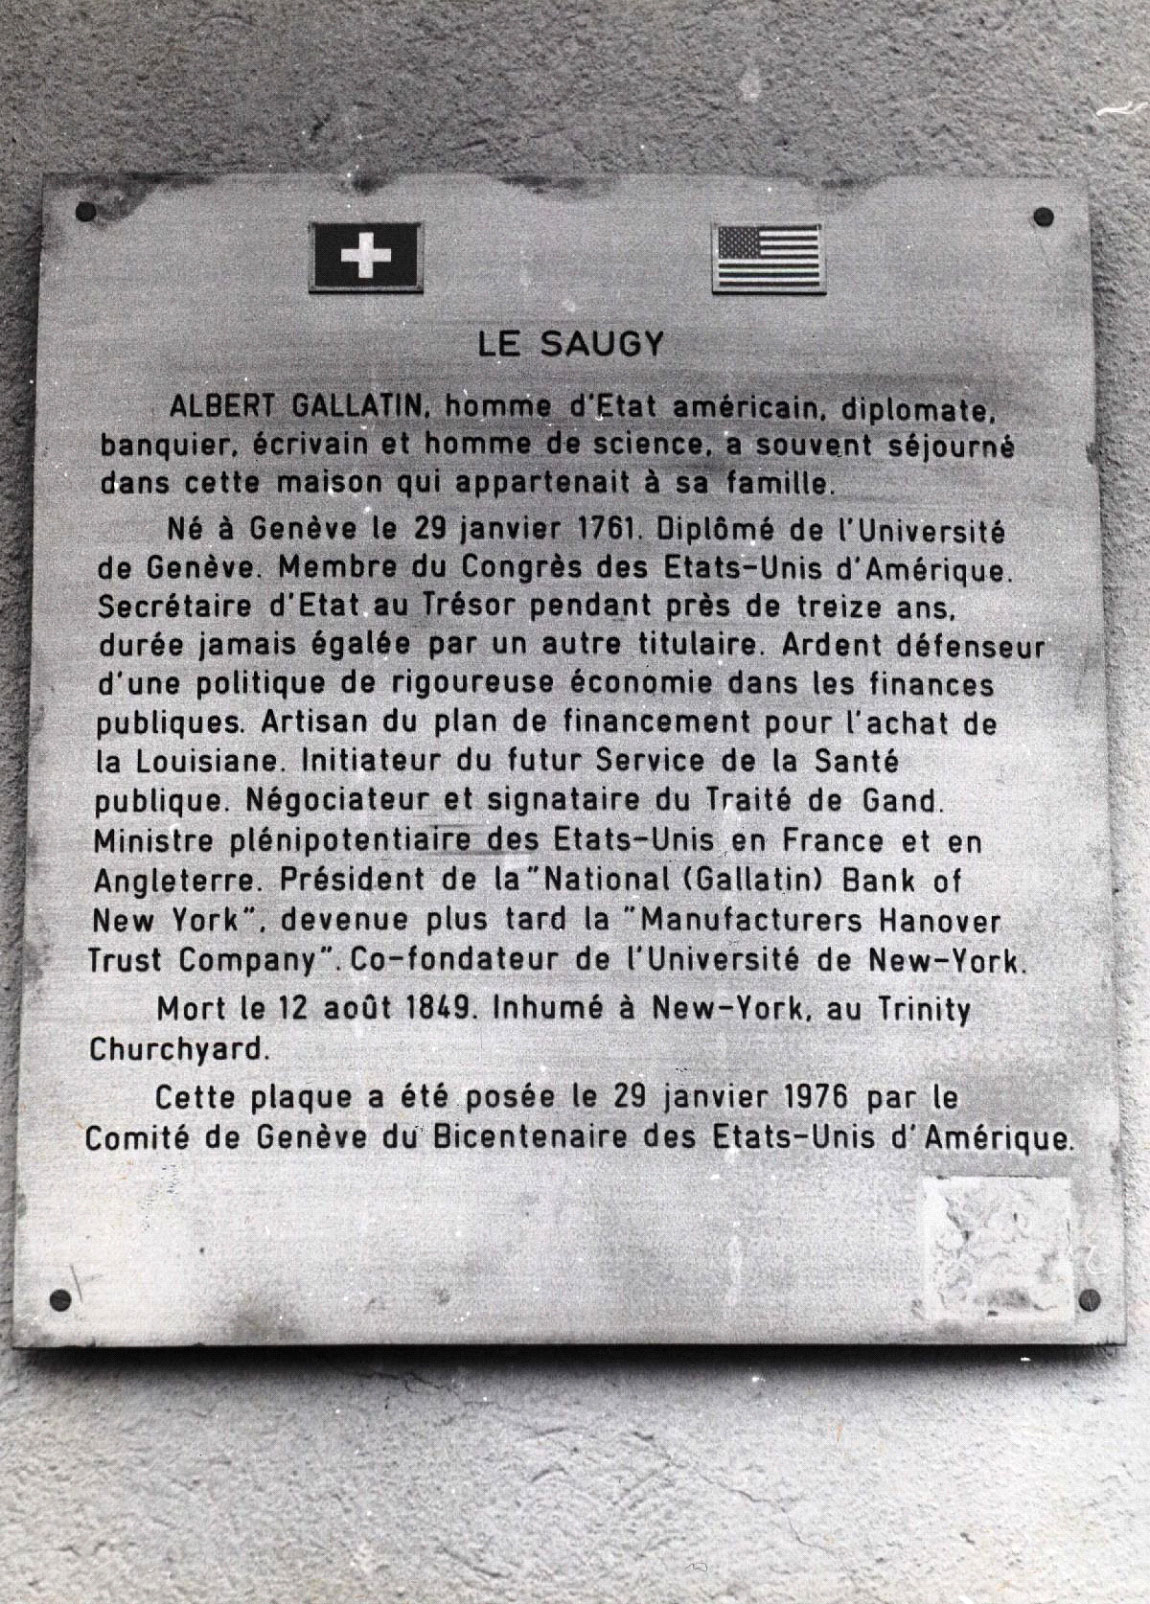 LE SAUGY
ALBERT GALLATIN, homme d'Etat américain, diplomate,
banquier, écrivain et homme de science, a souvent séjourné
dans cette maison qui appartenait à sa famille.
Né à Genève le 29 janvier 1761. Diplômé de l'Université
de Genève. Membre du Congrès des Etats-Unis d'Amérique.
Secrétaire d'Etat au Trésor pendant près de treize ans,
durée jamais égalée par un autre titulaire. Ardent défenseur
d'une politique de rigoureuse économie dans les finances
publiques. Artisan du plan de financement pour l'achat de
la Louisiane. Initiateur du futur Service de la Santé
publique. Négociateur et signataire du Traité de Gand.
Ministre plénipotentiaire des Etats-Unis en France et en
Angleterre. Président de la "National (Gallatin) Bank of
New York", devenue plus tard la "Manufacturers Hanover
Trust Company". Co-fondateur de l'Université de New-York.
Mort le 12 août 1849. Inhumé à New-York, au Trinity
Churchyard.
Cette plaque a été posée le 29 janvier 1976 par le
Comité de Genève du Bicentenaire des Etats-Unis d'Amérique.